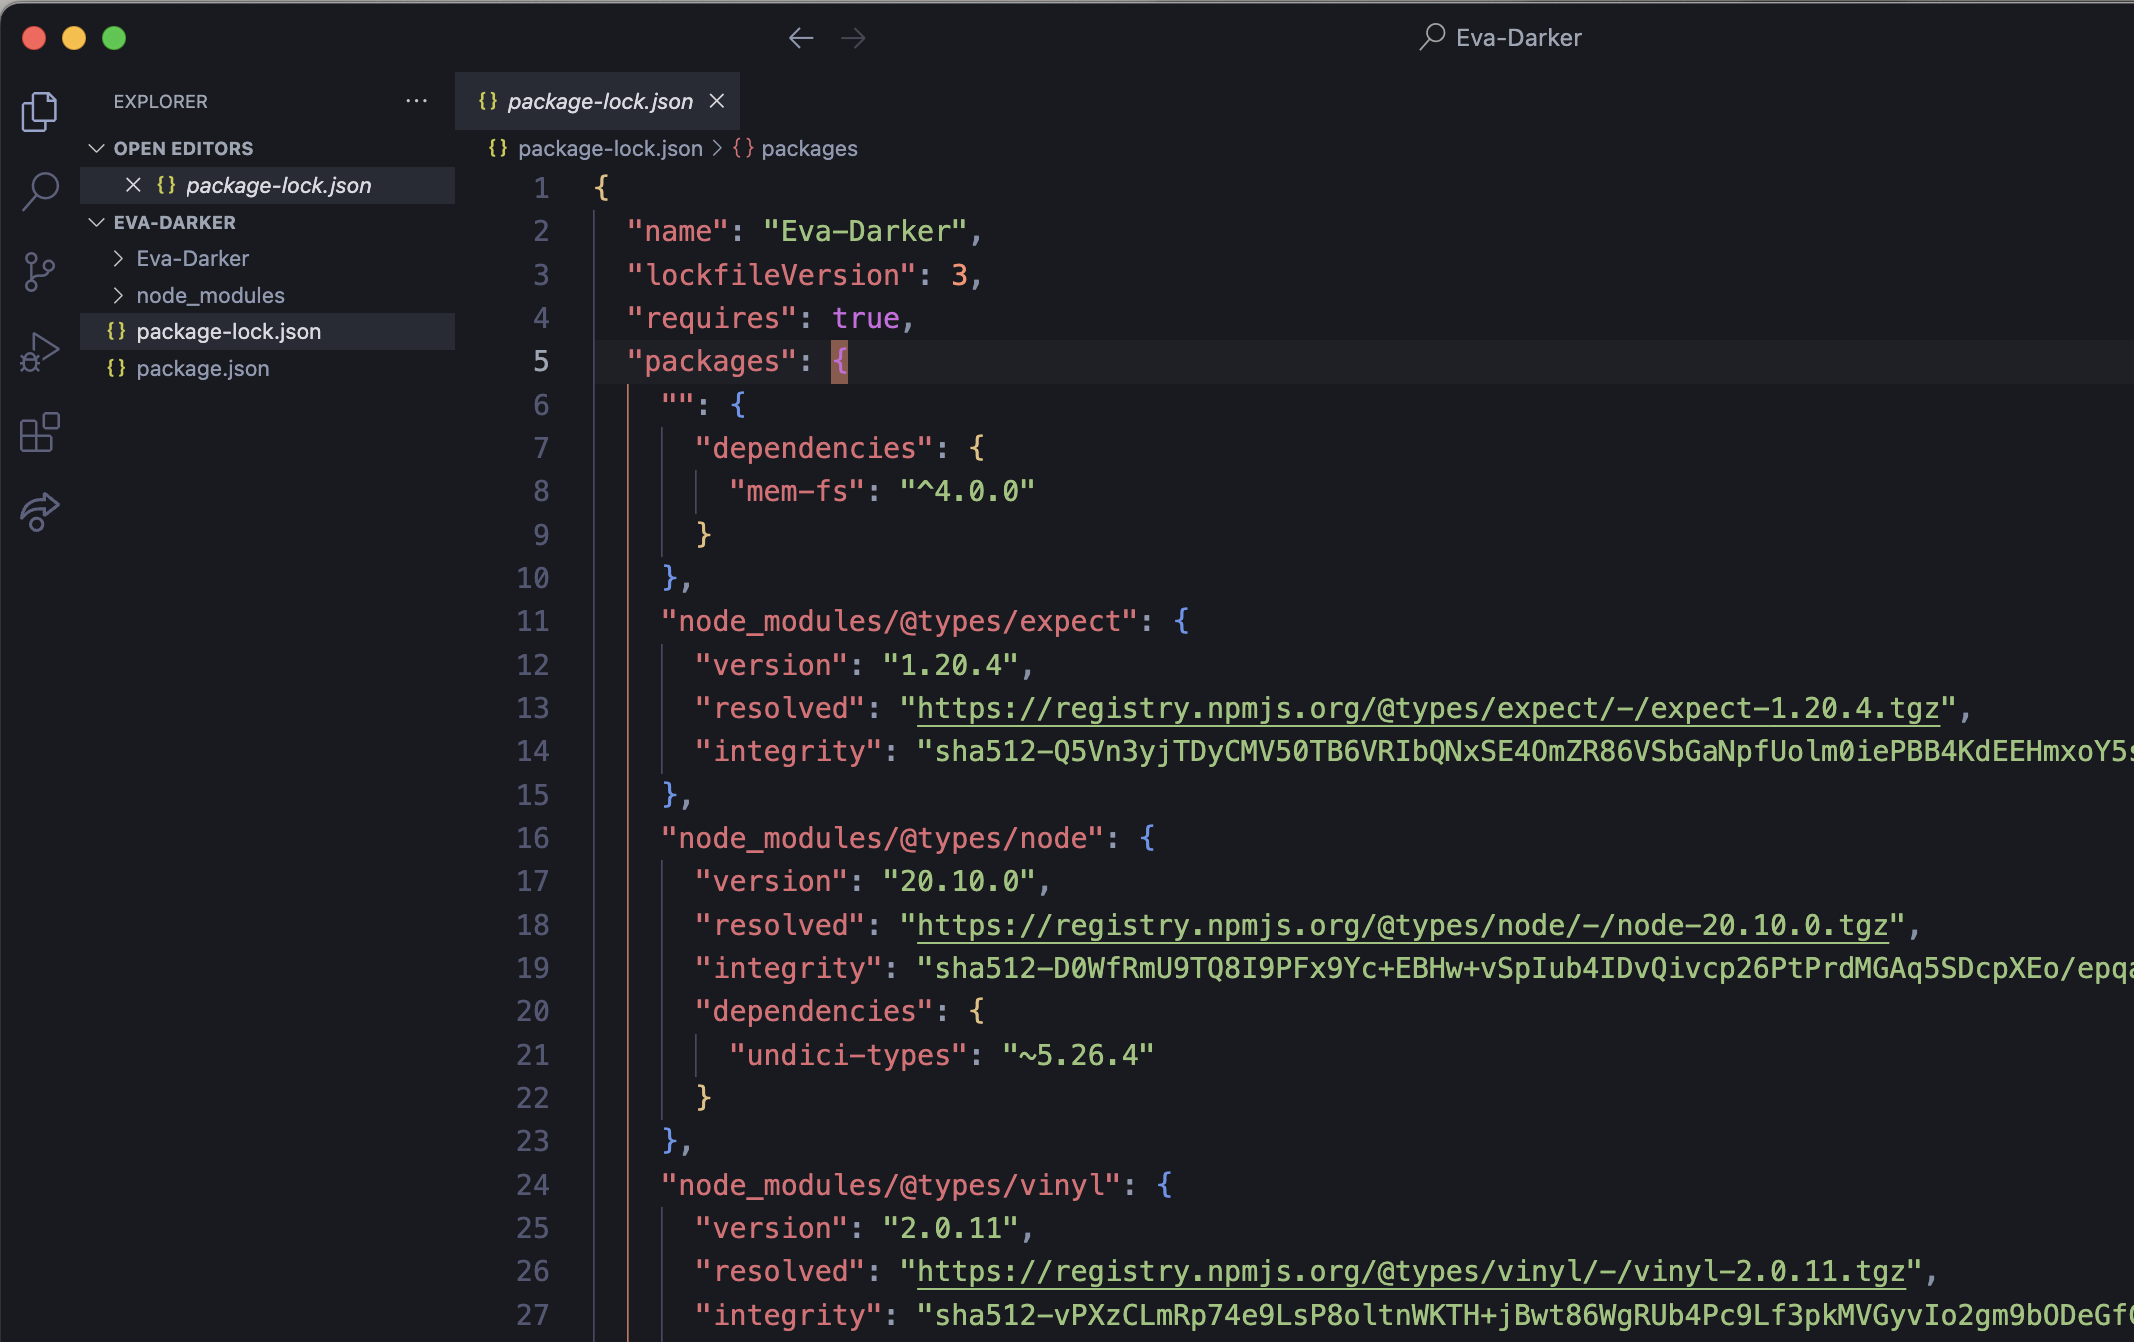 Eva-Darker
EXPLORER
OPEN EDITORS
{} package-lock.json
EVA-DARKER
Eva-Darker
node_modules
{} package-lock.json
{} package.json
{} package-lock.json
{} package-lock.json > {} packages
1 {
2 "name": "Eva-Darker",
3 "lockfileVersion": 3,
4 "requires": true,
5 "packages": {
6 "": {
7 "dependencies": {
8 "mem-fs": "^4.0.0"
9 }
10 },
11 "node_modules/@types/expect": {
12 "version": "1.20.4",
13 "resolved": "https://registry.npmjs.org/@types/expect/-/expect-1.20.4.tgz",
14 "integrity": "sha512-Q5Vn3yjTDyCMV50TB6VRIbQNxSE4OmZR86VSbGaNpfUolm0iePBB4KdEEHmxoY5s
15 },
16 "node_modules/@types/node": {
17 "version": "20.10.0",
18 "resolved": "https://registry.npmjs.org/@types/node/-/node-20.10.0.tgz",
19 "integrity": "sha512-D0WfRmU9TQ8I9PFx9Yc+EBHw+vSpIub4IDvQivcp26PtPrdMGAq5SDcpXEo/epqa
20 "dependencies": {
21 "undici-types": "~5.26.4"
22 }
23 },
24 "node_modules/@types/vinyl": {
25 "version": "2.0.11",
26 "resolved": "https://registry.npmjs.org/@types/vinyl/-/vinyl-2.0.11.tgz",
27 "integrity": "sha512-vPXzCLmRp74e9LsP8oltnWKTH+jBwt86WgRUb4Pc9Lf3pkMVGyvIo2gm9bODeGf